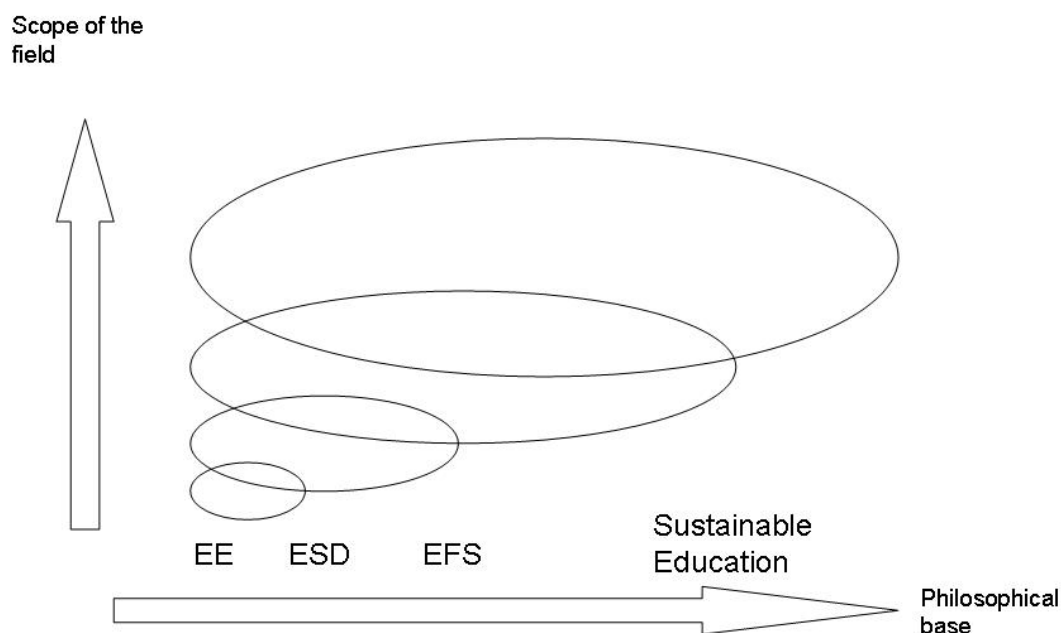 Scope of the
field
EE
ESD
EFS
Sustainable
Education
Philosophical
base